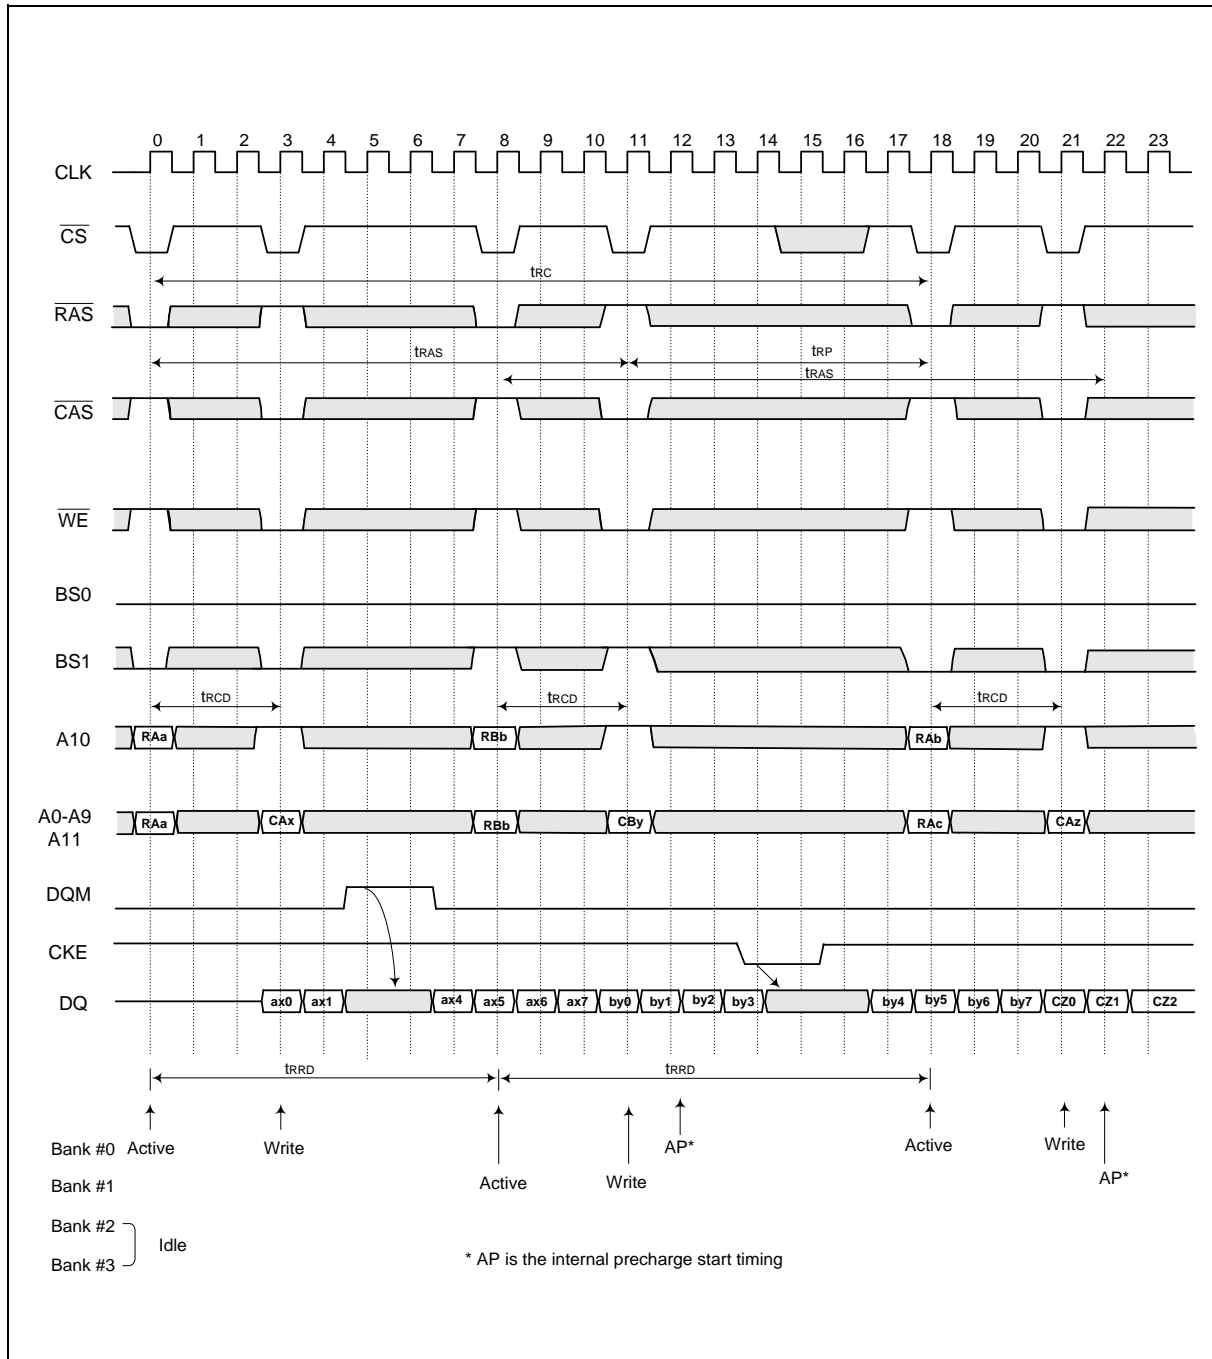 0 1 2 3 4 5 6 7 8 9 10 11 12 13 14 15 16 17 18 19 20 21 22 23
CLK
CS
tRC
RAS
tRAS tRP
tRAS
CAS
WE
BS0
BS1
tRCD tRCD tRCD
A10 RAa RBb RAb
A0-A9 RAa CAx RBb CBy RAc CAz
A11
DQM
CKE
DQ ax0 ax1 ax4 ax5 ax6 ax7 by0 by1 by2 by3 by4 by5 by6 by7 CZ0 CZ1 CZ2
tRRD tRRD
Bank #0 Active Write AP* Active Write
Bank #1 Active Write AP*
Bank #2
Idle
Bank #3
* AP is the internal precharge start timing